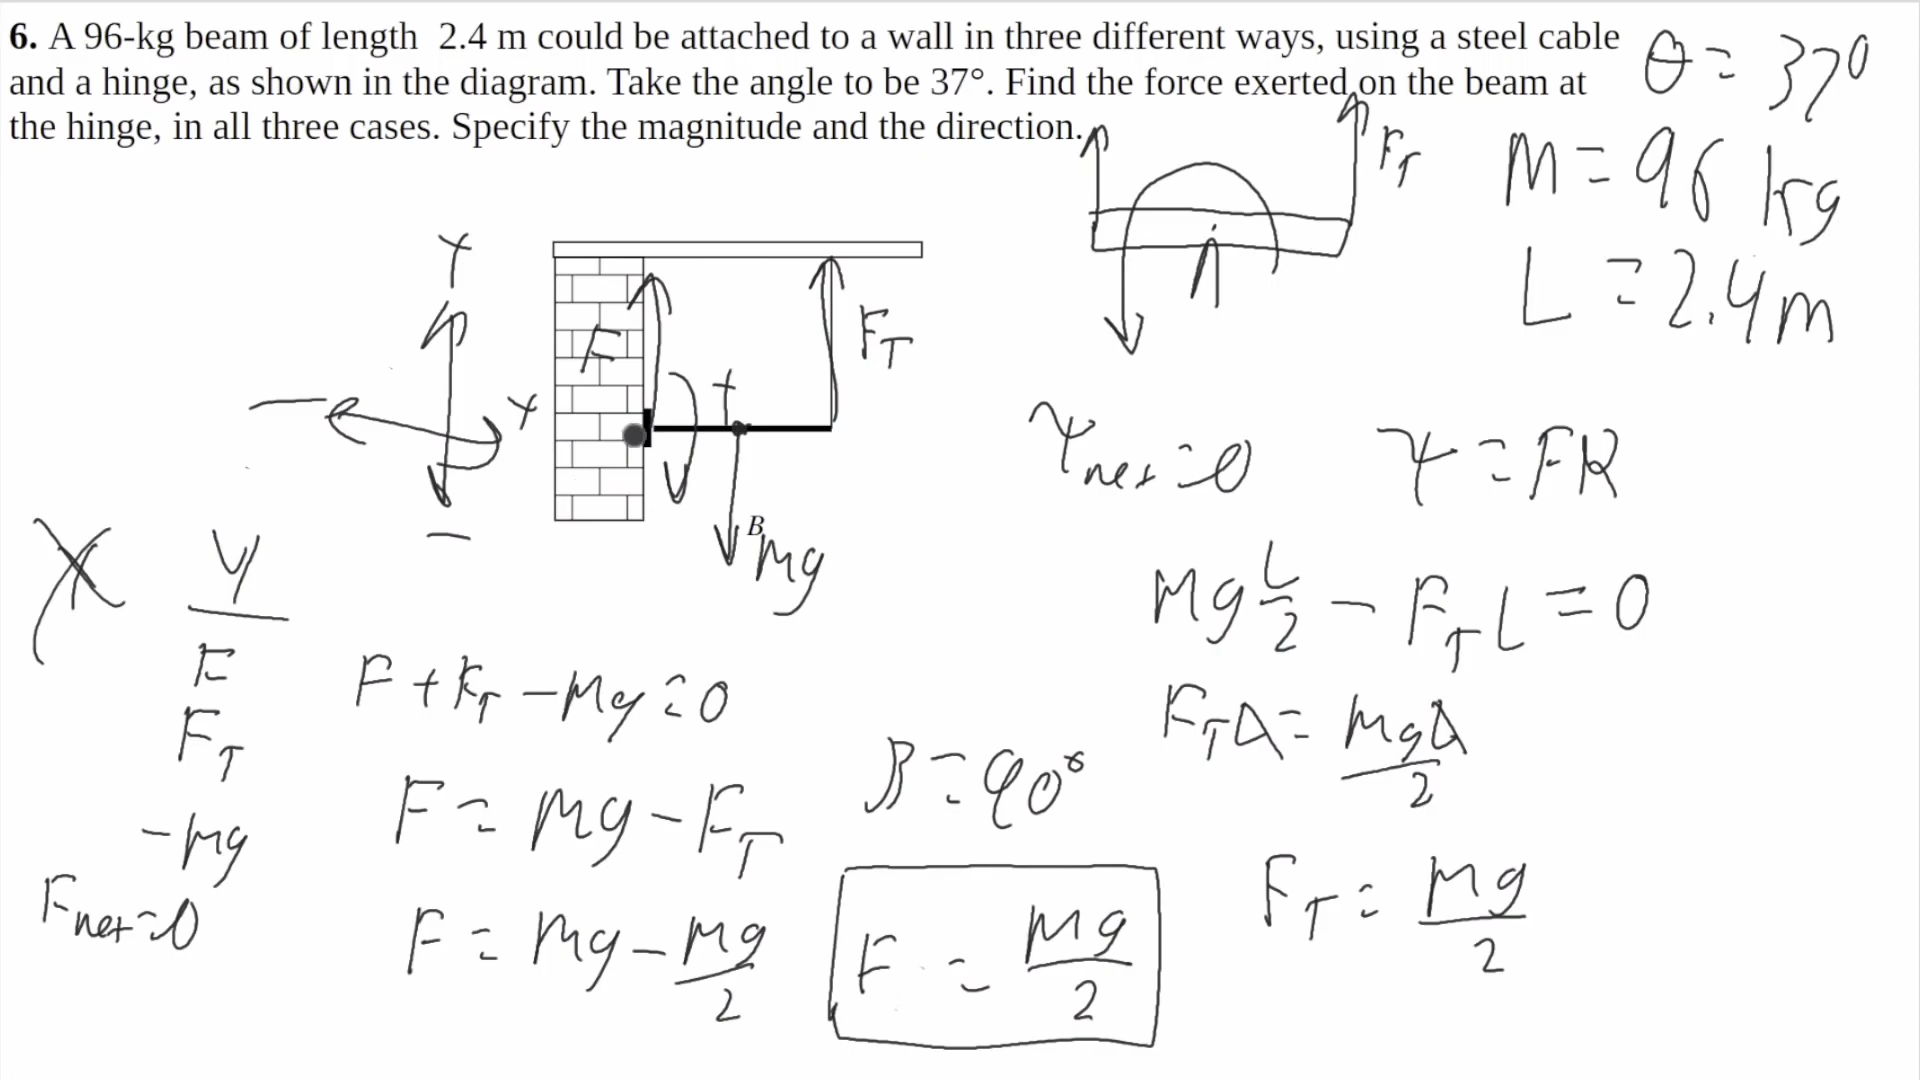 6. A 96-kg beam of length 2.4 m could be attached to a wall in three different ways, using a steel cable
and a hinge, as shown in the diagram. Take the angle to be 37°. Find the force exerted on the beam at
the hinge, in all three cases. Specify the magnitude and the direction.
θ = 37°
M = 96 kg
L = 2.4 m
F_T
Y
X
F
F_T
+
B
Mg
τ_net = 0
τ = FR
X
Y
F
F_T
-Mg
F_net = 0
F + F_T - Mg = 0
F = Mg - F_T
F = Mg - Mg/2
β = 90°
F = Mg/2
Mg L/2 - F_T L = 0
F_T L = MgL/2
F_T = Mg/2